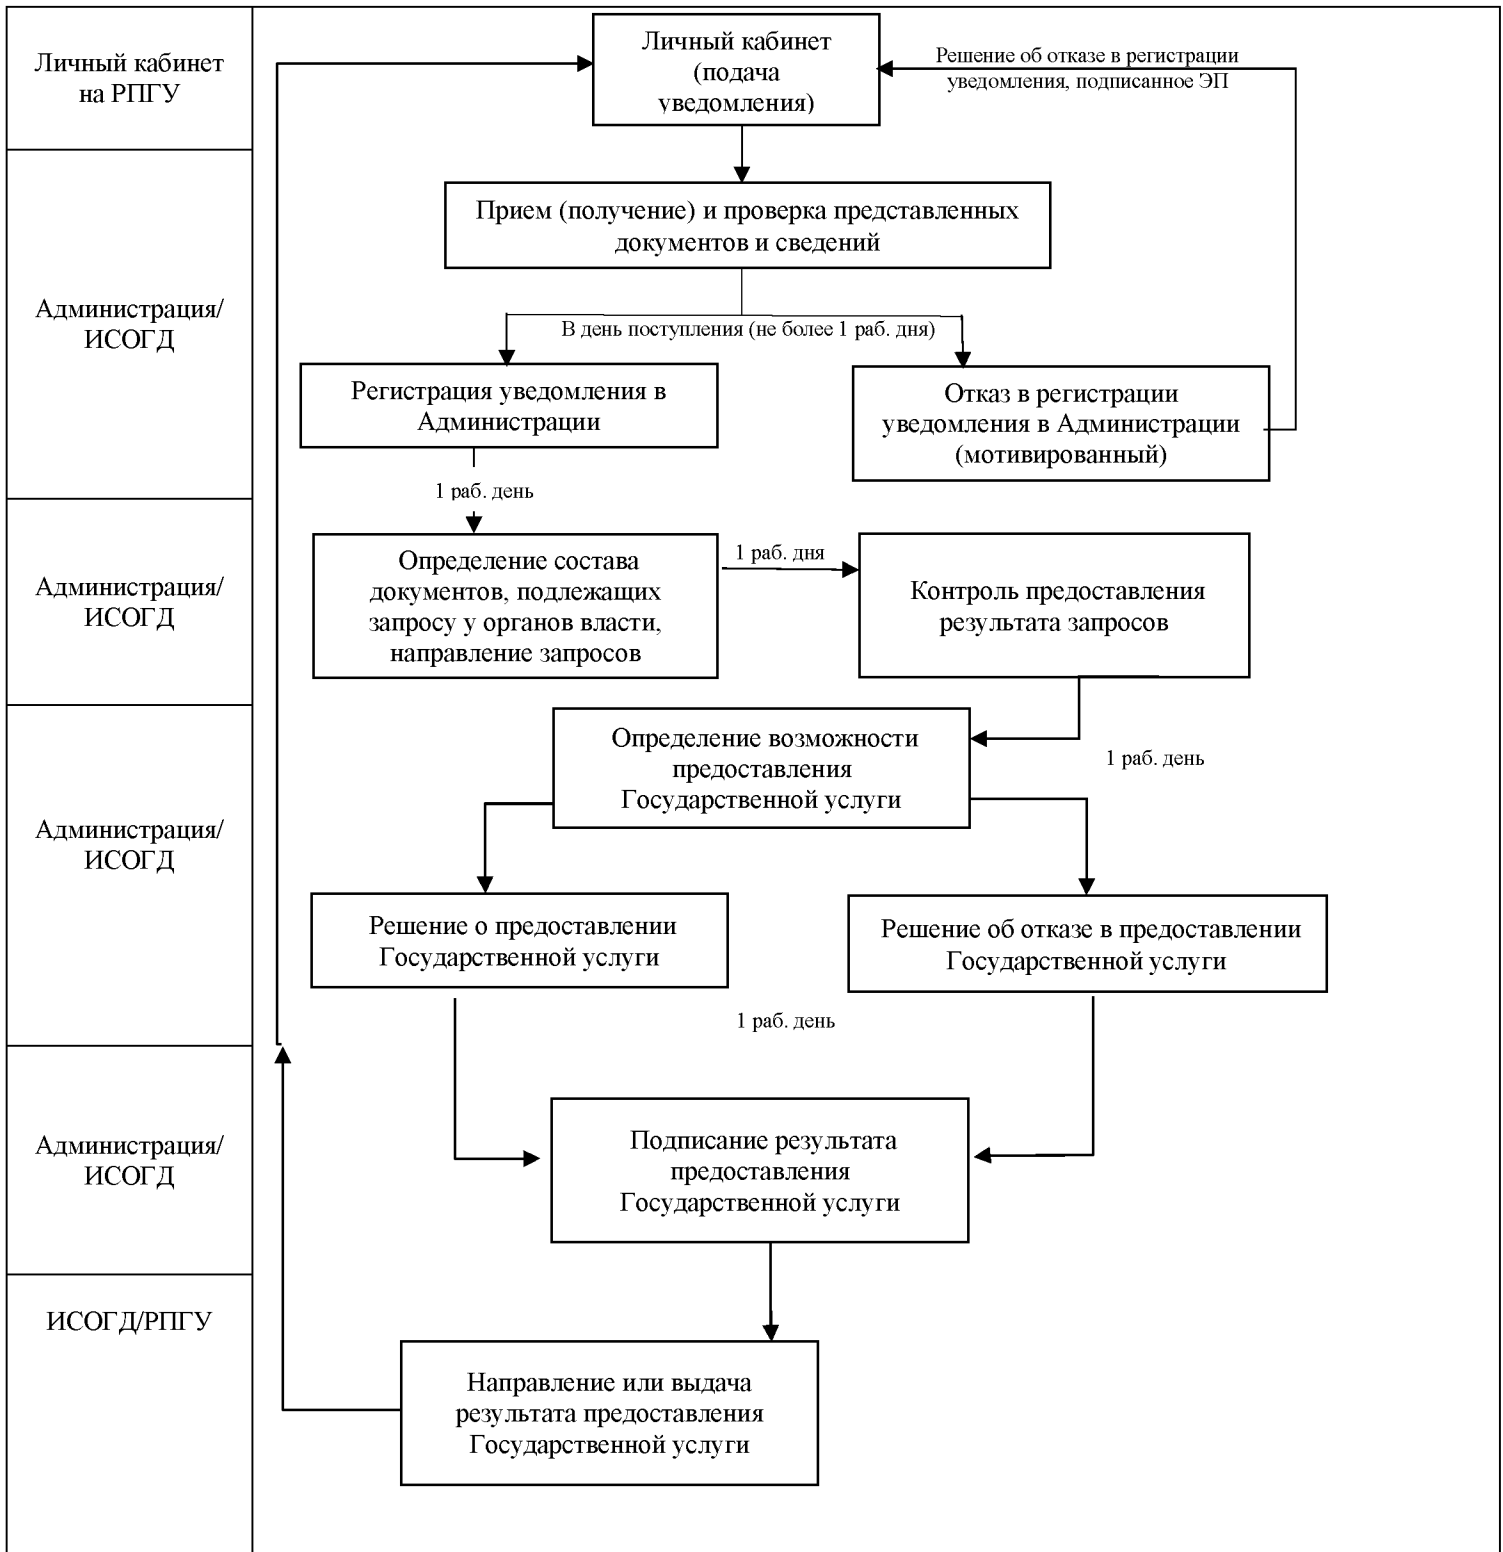 Личный кабинет
на РПГУ
Личный кабинет
(подача
уведомления)
Решение об отказе в регистрации
уведомления, подписанное ЭП
Администрация/
ИСОГД
Прием (получение) и проверка представленных
документов и сведений
В день поступления (не более 1 раб. дня)
Регистрация уведомления в
Администрации
Отказ в регистрации
уведомления в Администрации
(мотивированный)
1 раб. день
Администрация/
ИСОГД
Определение состава
документов, подлежащих
запросу у органов власти,
направление запросов
1 раб. дня
Контроль предоставления
результата запросов
Администрация/
ИСОГД
Определение возможности
предоставления
Государственной услуги
1 раб. день
Решение о предоставлении
Государственной услуги
Решение об отказе в предоставлении
Государственной услуги
1 раб. день
Администрация/
ИСОГД
Подписание результата
предоставления
Государственной услуги
ИСОГД/РПГУ
Направление или выдача
результата предоставления
Государственной услуги